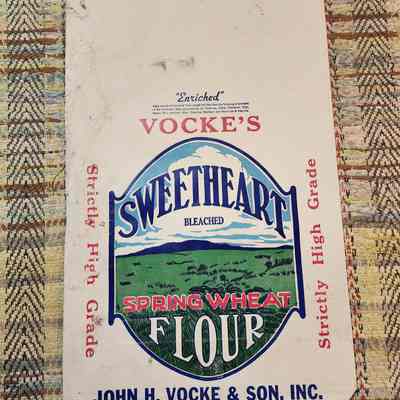 "Enriched"
VOCKE'S
SWEETHEART
BLEACHED
SPRING WHEAT
FLOUR
Strictly High Grade
Strictly High Grade
JOHN H. VOCKE & SON, INC.